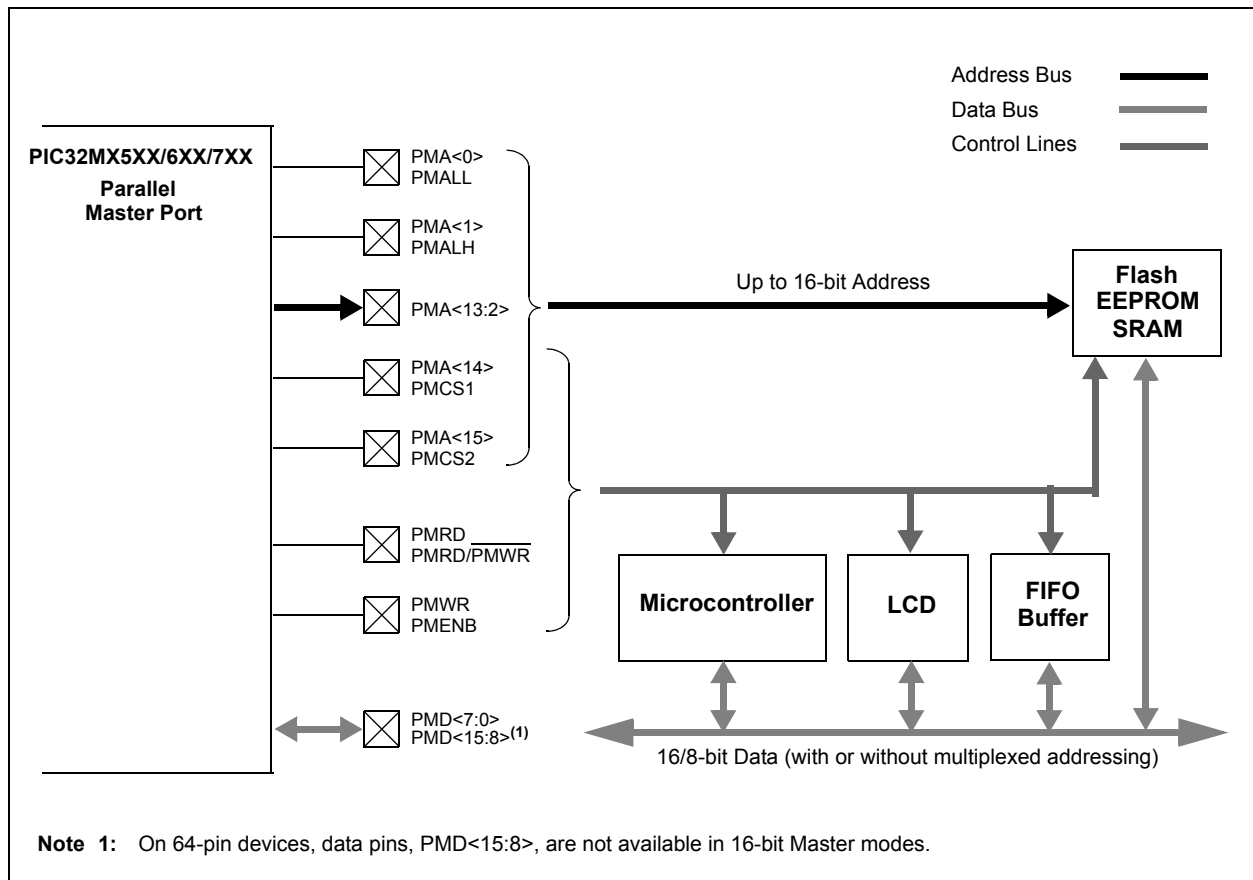 Address Bus
Data Bus
Control Lines
PIC32MX5XX/6XX/7XX
Parallel
Master Port
PMA<0>
PMALL
PMA<1>
PMALH
PMA<13:2>
PMA<14>
PMCS1
PMA<15>
PMCS2
PMRD
PMRD/PMWR
PMWR
PMENB
PMD<7:0>
PMD<15:8>(1)
Up to 16-bit Address
Flash
EEPROM
SRAM
Microcontroller
LCD
FIFO
Buffer
16/8-bit Data (with or without multiplexed addressing)
Note 1: On 64-pin devices, data pins, PMD<15:8>, are not available in 16-bit Master modes.